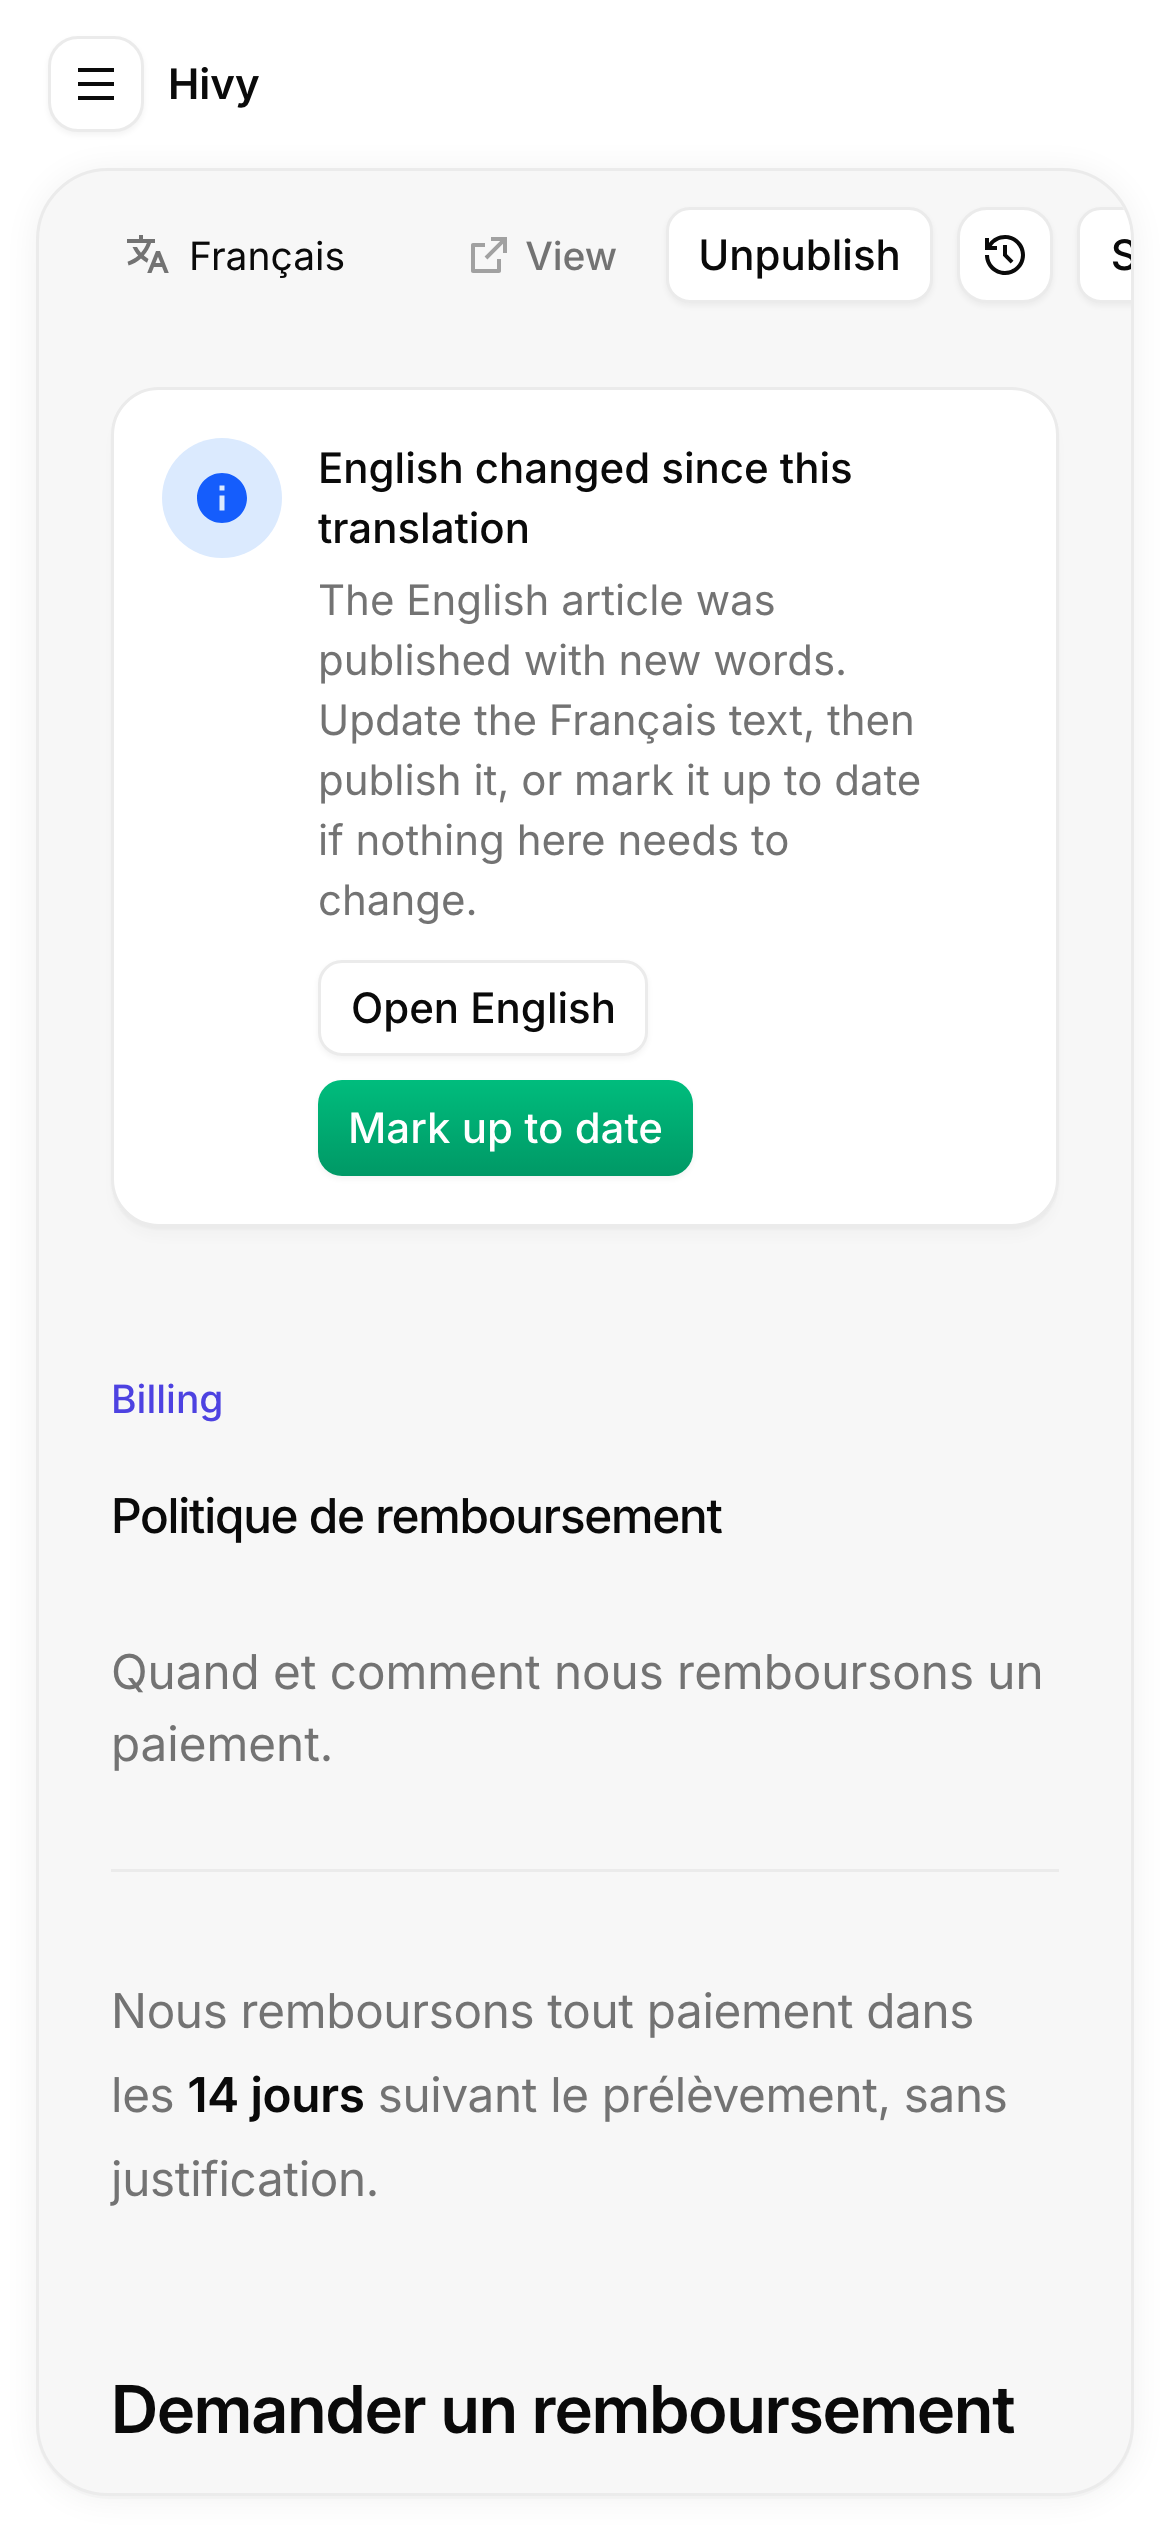 Hivy
Français
View
Unpublish
S
English changed since this
translation
The English article was
published with new words.
Update the Français text, then
publish it, or mark it up to date
if nothing here needs to
change.
Open English
Mark up to date
Billing
Politique de remboursement
Quand et comment nous remboursons un
paiement.
Nous remboursons tout paiement dans
les 14 jours suivant le prélèvement, sans
justification.
Demander un remboursement